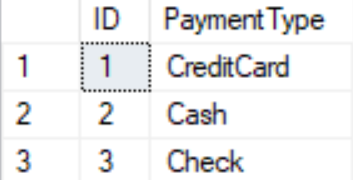 ID PaymentType
1 1 CreditCard
2 2 Cash
3 3 Check